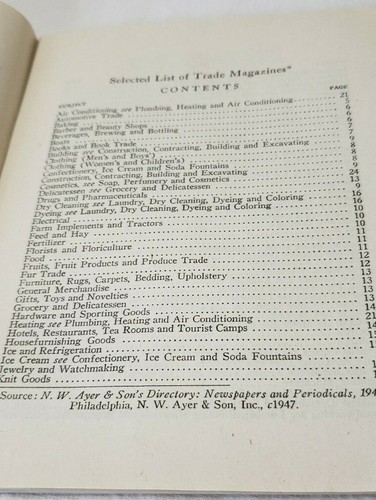 Selected List of Trade Magazines*
CONTENTS
SUBJECT PAGE
Air Conditioning see Plumbing, Heating and Air Conditioning 21
Automotive Trade 5
Baking 6
Barber and Beauty Shops 6
Beverages, Brewing and Bottling 7
Boats
Books and Book Trade
Building see Construction, Contracting, Building and Excavating
Clothing (Men's and Boys')
Clothing (Women's and Children's)
Confectionery, Ice Cream and Soda Fountains
Construction, Contracting, Building and Excavating
Cosmetics, see Soap, Perfumery and Cosmetics
Delicatessen see Grocery and Delicatessen
Drugs and Pharmaceuticals
Dry Cleaning see Laundry, Dry Cleaning, Dyeing and Coloring
Dyeing see Laundry, Dry Cleaning, Dyeing and Coloring
Electrical
Farm Implements and Tractors
Feed and Hay
Fertilizer
Florists and Floriculture
Food
Fruits, Fruit Products and Produce Trade
Fur Trade
Furniture, Rugs, Carpets, Bedding, Upholstery
General Merchandise
Gifts, Toys and Novelties
Grocery and Delicatessen
Hardware and Sporting Goods
Heating see Plumbing, Heating and Air Conditioning
Hotels, Restaurants, Tea Rooms and Tourist Camps
Housefurnishing Goods
Ice and Refrigeration
Ice Cream see Confectionery, Ice Cream and Soda Fountains
Jewelry and Watchmaking
Knit Goods
Source: N. W. Ayer & Son's Directory: Newspapers and Periodicals, 194
Philadelphia, N. W. Ayer & Son, Inc., c1947.